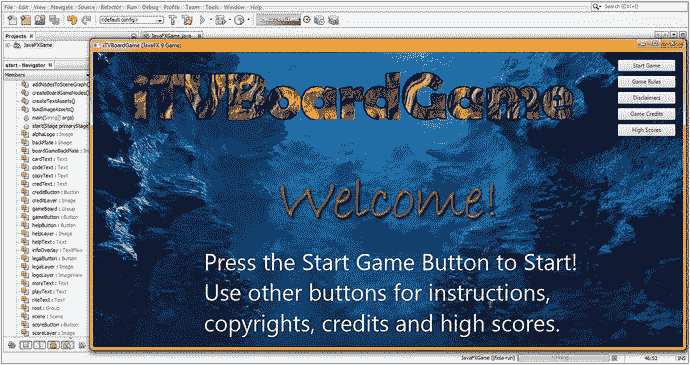 File Edit View Navigate Source Refactor Run Debug Profile Team Tools Window Help
Search (Ctrl+I)
<default config>
Projects
JavaFXGame.java
JavaFXGame
iTVBoardGame (JavaFX 9 Game)
start - Navigator
Members
addNodesToSceneGraph()
createBoardGameNodes()
createTextAssets()
loadImageAssets()
main(String[] args)
start(Stage primaryStage)
alphaLogo : Image
backPlate : Image
boardGameBackPlate : ImageView
cardText : Text
codeText : Text
copyText : Text
credText : Text
creditButton : Button
creditLayer : Image
gameBoard : Group
gameButton : Button
helpButton : Button
helpLayer : Image
helpText : Text
infoOverlay : TextFlow
legalButton : Button
legalLayer : Image
logoLayer : ImageView
moreText : Text
playText : Text
riteText : Text
root : Group
scene : Scene
scoreButton : Button
scoreLayer : Image
iTVBoardGame
Start Game
Game Rules
Disclaimers
Game Credits
High Scores
Welcome!
Press the Start Game Button to Start!
Use other buttons for instructions,
copyrights, credits and high scores.
JavaFXGame (jfxsa-run)
46:52
INS